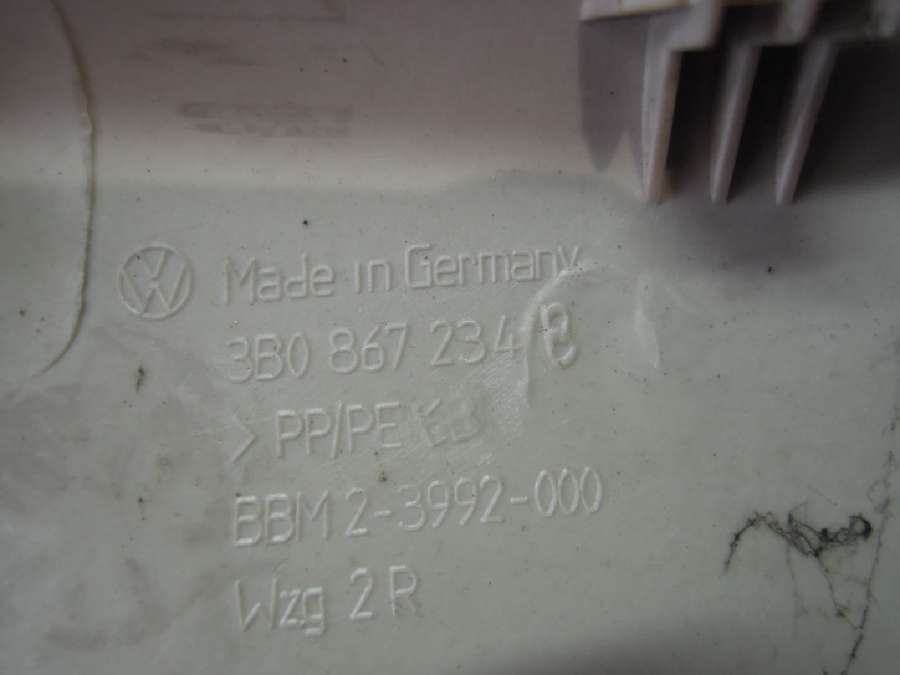 Made in Germany
3B0 867 234
> PP/PE
BBM 2-3992-000
Wzg 2 R